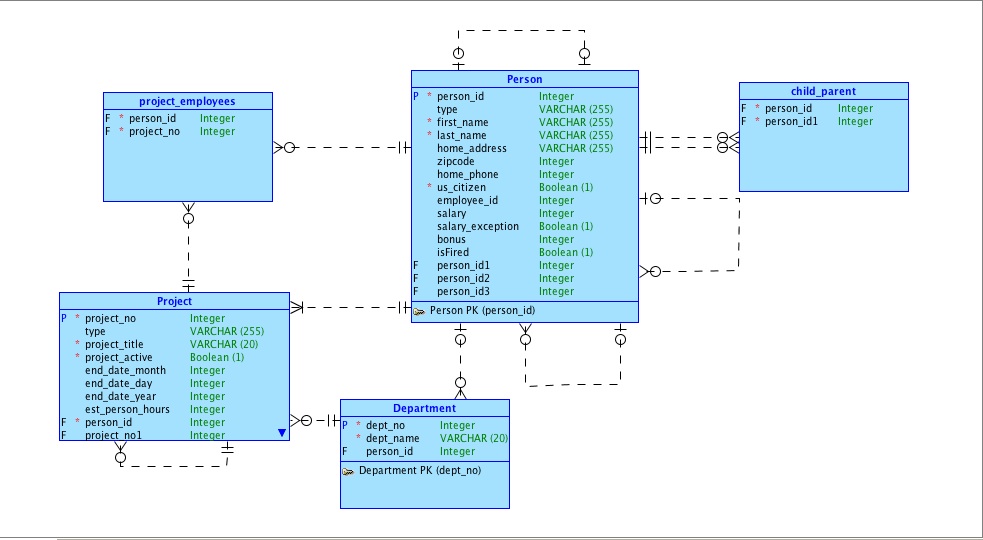 Person
P * person_id Integer
type VARCHAR (255)
* first_name VARCHAR (255)
* last_name VARCHAR (255)
home_address VARCHAR (255)
zipcode Integer
home_phone Integer
* us_citizen Boolean (1)
employee_id Integer
salary Integer
salary_exception Boolean (1)
bonus Integer
isFired Boolean (1)
F person_id1 Integer
F person_id2 Integer
F person_id3 Integer
Person PK (person_id)
child_parent
F * person_id Integer
F * person_id1 Integer
project_employees
F * person_id Integer
F * project_no Integer
Project
P * project_no Integer
type VARCHAR (255)
* project_title VARCHAR (20)
* project_active Boolean (1)
end_date_month Integer
end_date_day Integer
end_date_year Integer
est_person_hours Integer
F * person_id Integer
F project_no1 Integer
Department
P * dept_no Integer
* dept_name VARCHAR (20)
F person_id Integer
Department PK (dept_no)